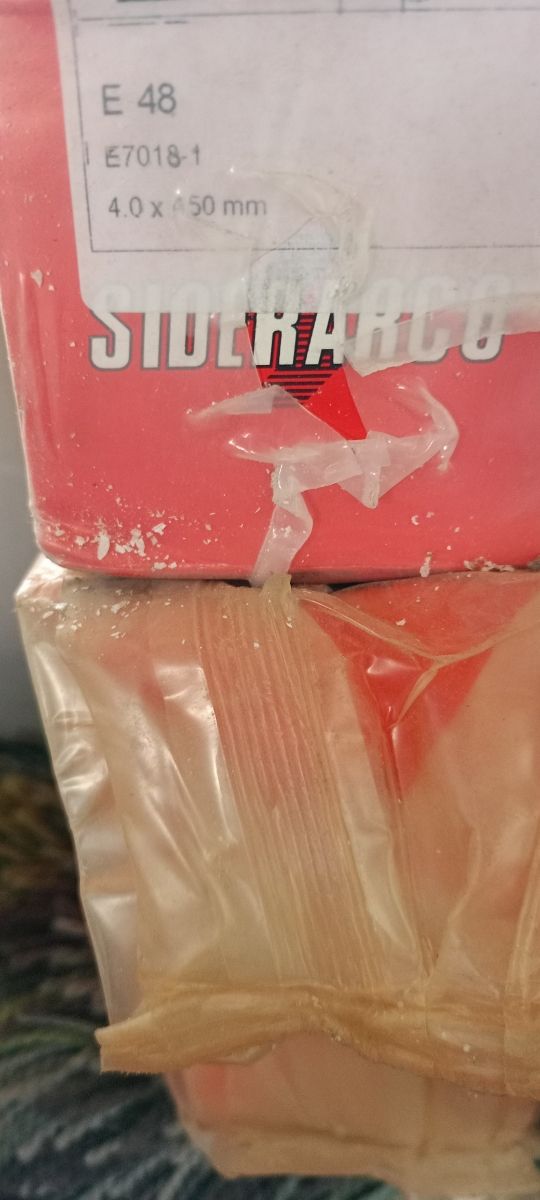 E 48
E7018-1
4.0 x 450 mm
SIDERARCO